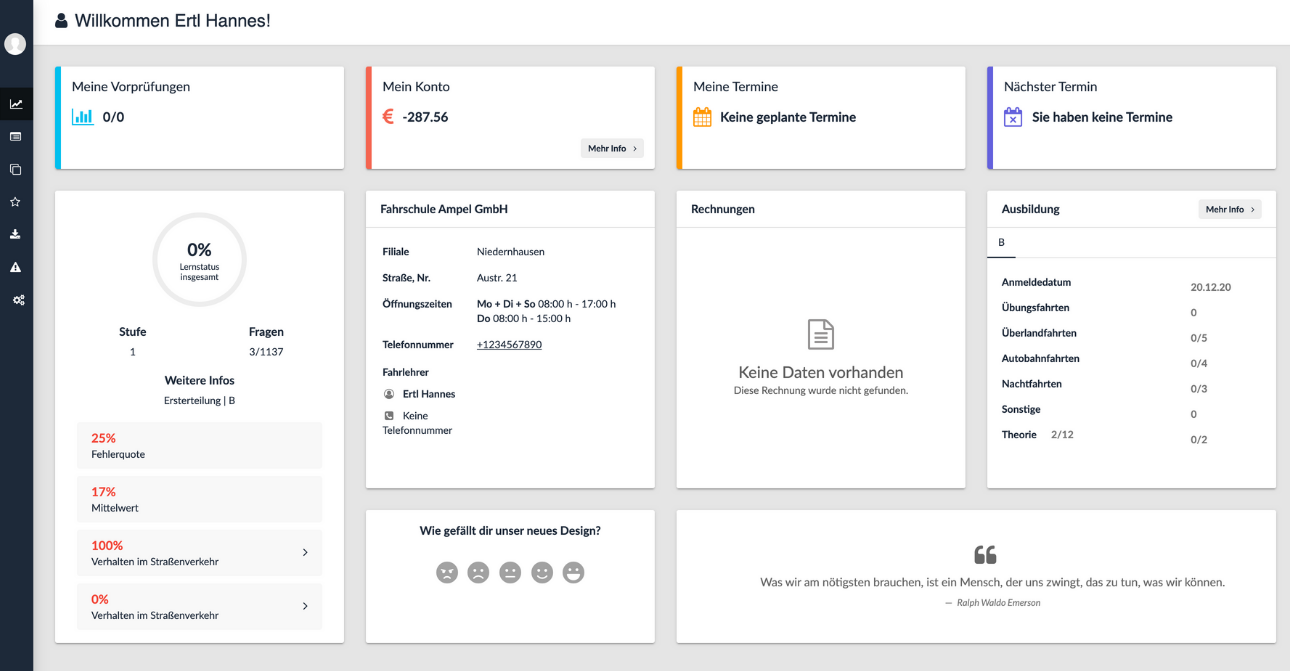 Willkommen Ertl Hannes!
Meine Vorprüfungen
0/0
Mein Konto
€ -287.56
Mehr Info
Meine Termine
Keine geplante Termine
Nächster Termin
Sie haben keine Termine
0%
Lernstatus
insgesamt
Stufe Fragen
1 3/1137
Weitere Infos
Ersterteilung | B
25%
Fehlerquote
17%
Mittelwert
100%
Verhalten im Straßenverkehr
0%
Verhalten im Straßenverkehr
Fahrschule Ampel GmbH
Filiale Niedernhausen
Straße, Nr. Austr. 21
Öffnungszeiten Mo + Di + So 08:00 h - 17:00 h
Do 08:00 h - 15:00 h
Telefonnummer +1234567890
Fahrlehrer
Ertl Hannes
Keine
Telefonnummer
Rechnungen
Keine Daten vorhanden
Diese Rechnung wurde nicht gefunden.
Ausbildung Mehr Info
B
Anmeldedatum 20.12.20
Übungsfahrten 0
Überlandfahrten 0/5
Autobahnfahrten 0/4
Nachtfahrten 0/3
Sonstige 0
Theorie 2/12 0/2
Wie gefällt dir unser neues Design?
Was wir am nötigsten brauchen, ist ein Mensch, der uns zwingt, das zu tun, was wir können.
— Ralph Waldo Emerson